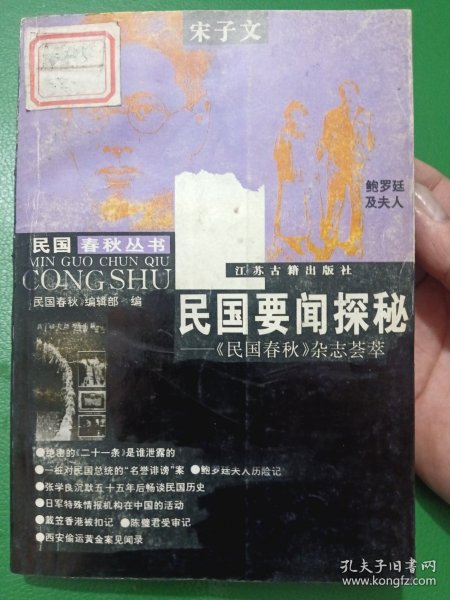 宋子文
鲍罗廷
及夫人
民国 春秋丛书
MIN GUO CHUN QIU
CONGSHU
《民国春秋》编辑部 编
江苏古籍出版社
民国要闻探秘
——《民国春秋》杂志荟萃
●绝密的《二十一条》是谁泄露的
●一桩对民国总统的“名誉诽谤”案 ●鲍罗廷夫人历险记
●张学良沉默五十五年后畅谈民国历史
●日军特殊情报机构在中国的活动
●戴笠香港被扣记 ●陈璧君受审记
●西安偷运黄金案见闻录
孔夫子旧书网
www.kongfz.com